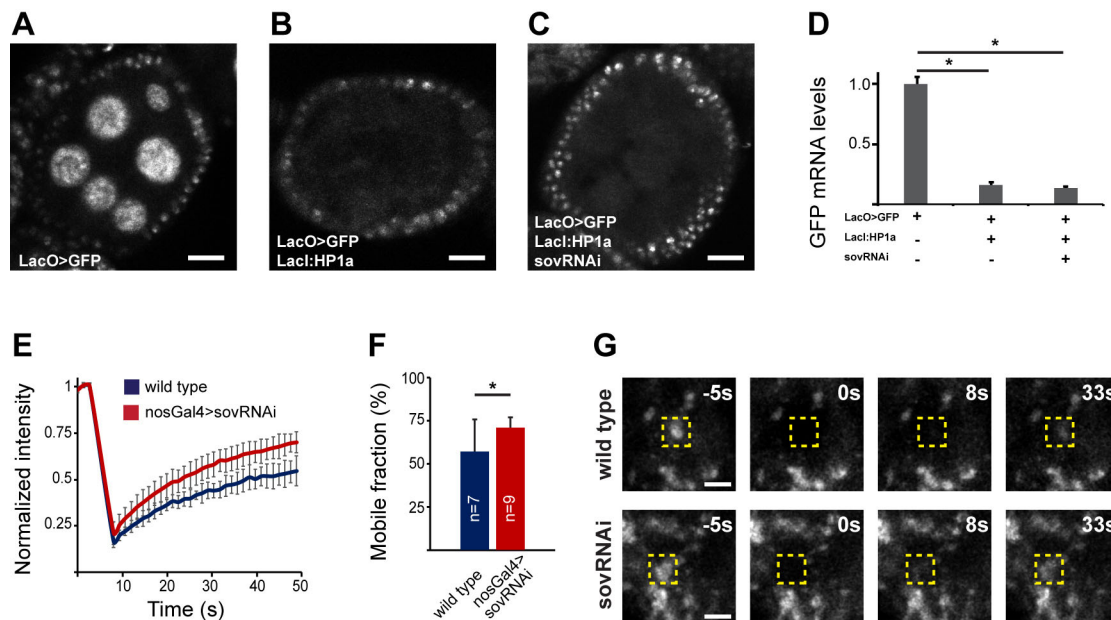 A
LacO>GFP
B
LacO>GFP
LacI:HP1a
C
LacO>GFP
LacI:HP1a
sovRNAi
D
*
*
GFP mRNA levels
1.0
0.5
LacO>GFP + + +
LacI:HP1a - + +
sovRNAi - - +
E
Normalized intensity
1
0.75
0.5
0.25
wild type
nosGal4>sovRNAi
10 20 30 40 50
Time (s)
F
Mobile fraction (%)
100
75
50
25
*
n=7
n=9
wild type
nosGal4>
sovRNAi
G
wild type
-5s 0s 8s 33s
sovRNAi
-5s 0s 8s 33s